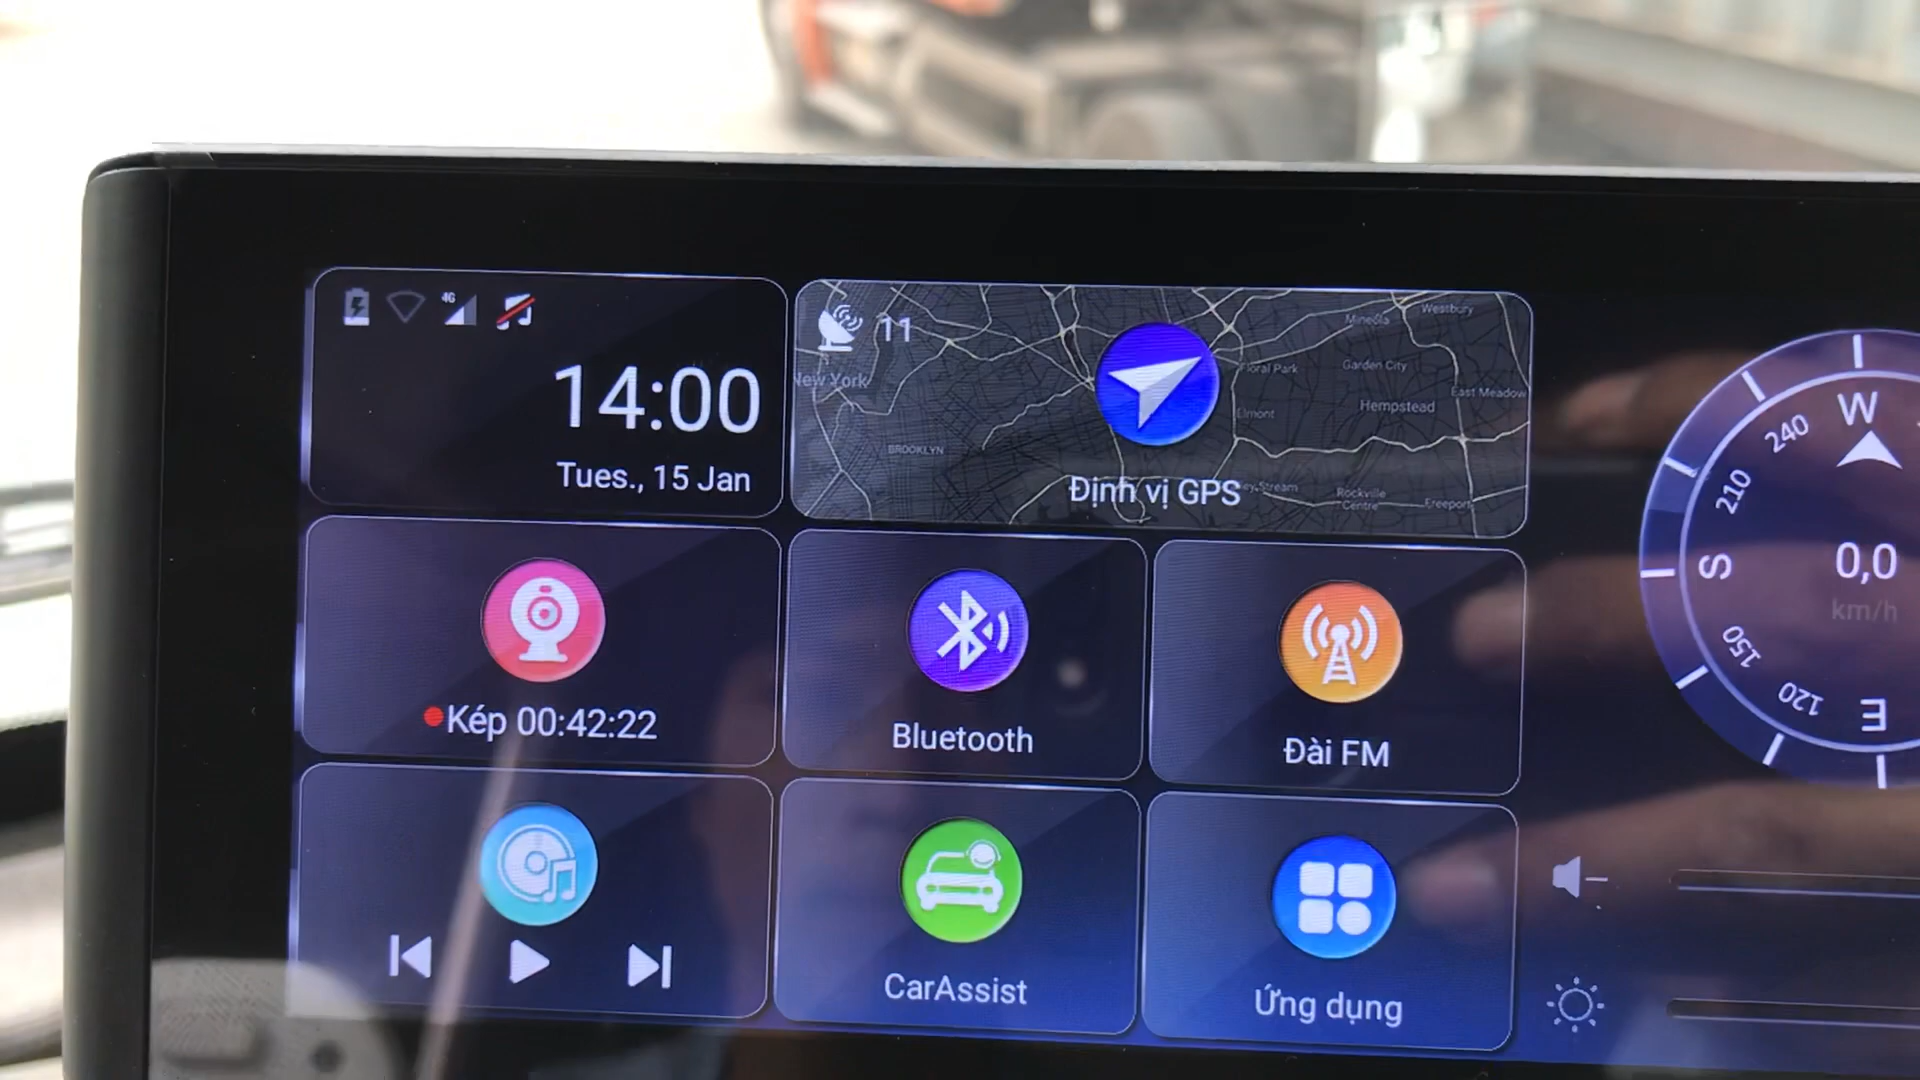 4G
14:00
Tues., 15 Jan
11
New York
BROOKLYN
Mineola
Westbury
Floral Park
Garden City
East Meadow
Elmont
Hempstead
Rockville
Centre
Freeport
Định vị GPS
Kép 00:42:22
Bluetooth
Đài FM
CarAssist
Ứng dụng
W
240
210
S
150
120
E
0,0
km/h